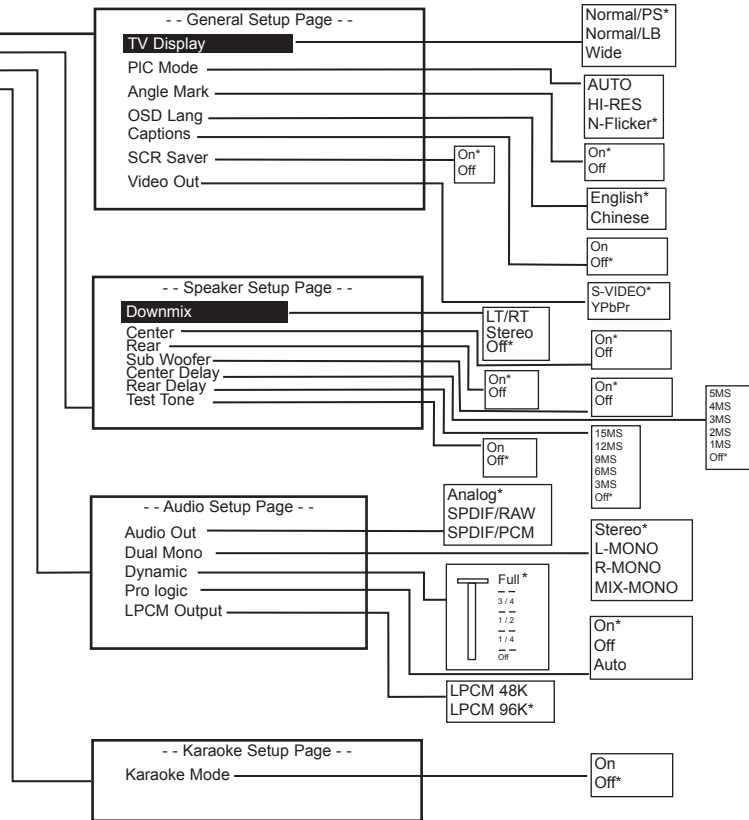 - - General Setup Page - -
TV Display
PIC Mode
Angle Mark
OSD Lang
Captions
SCR Saver
Video Out
Normal/PS*
Normal/LB
Wide
AUTO
HI-RES
N-Flicker*
On*
Off
On*
Off
English*
Chinese
On
Off*
S-VIDEO*
YPbPr
- - Speaker Setup Page - -
Downmix
Center
Rear
Sub Woofer
Center Delay
Rear Delay
Test Tone
LT/RT
Stereo
Off*
On*
Off
On*
Off
On*
Off
5MS
4MS
3MS
2MS
1MS
Off*
15MS
12MS
9MS
6MS
3MS
Off*
On
Off*
- - Audio Setup Page - -
Audio Out
Dual Mono
Dynamic
Pro logic
LPCM Output
Analog*
SPDIF/RAW
SPDIF/PCM
Stereo*
L-MONO
R-MONO
MIX-MONO
Full*
3 / 4
1 / 2
1 / 4
Off
On*
Off
Auto
LPCM 48K
LPCM 96K*
- - Karaoke Setup Page - -
Karaoke Mode
On
Off*